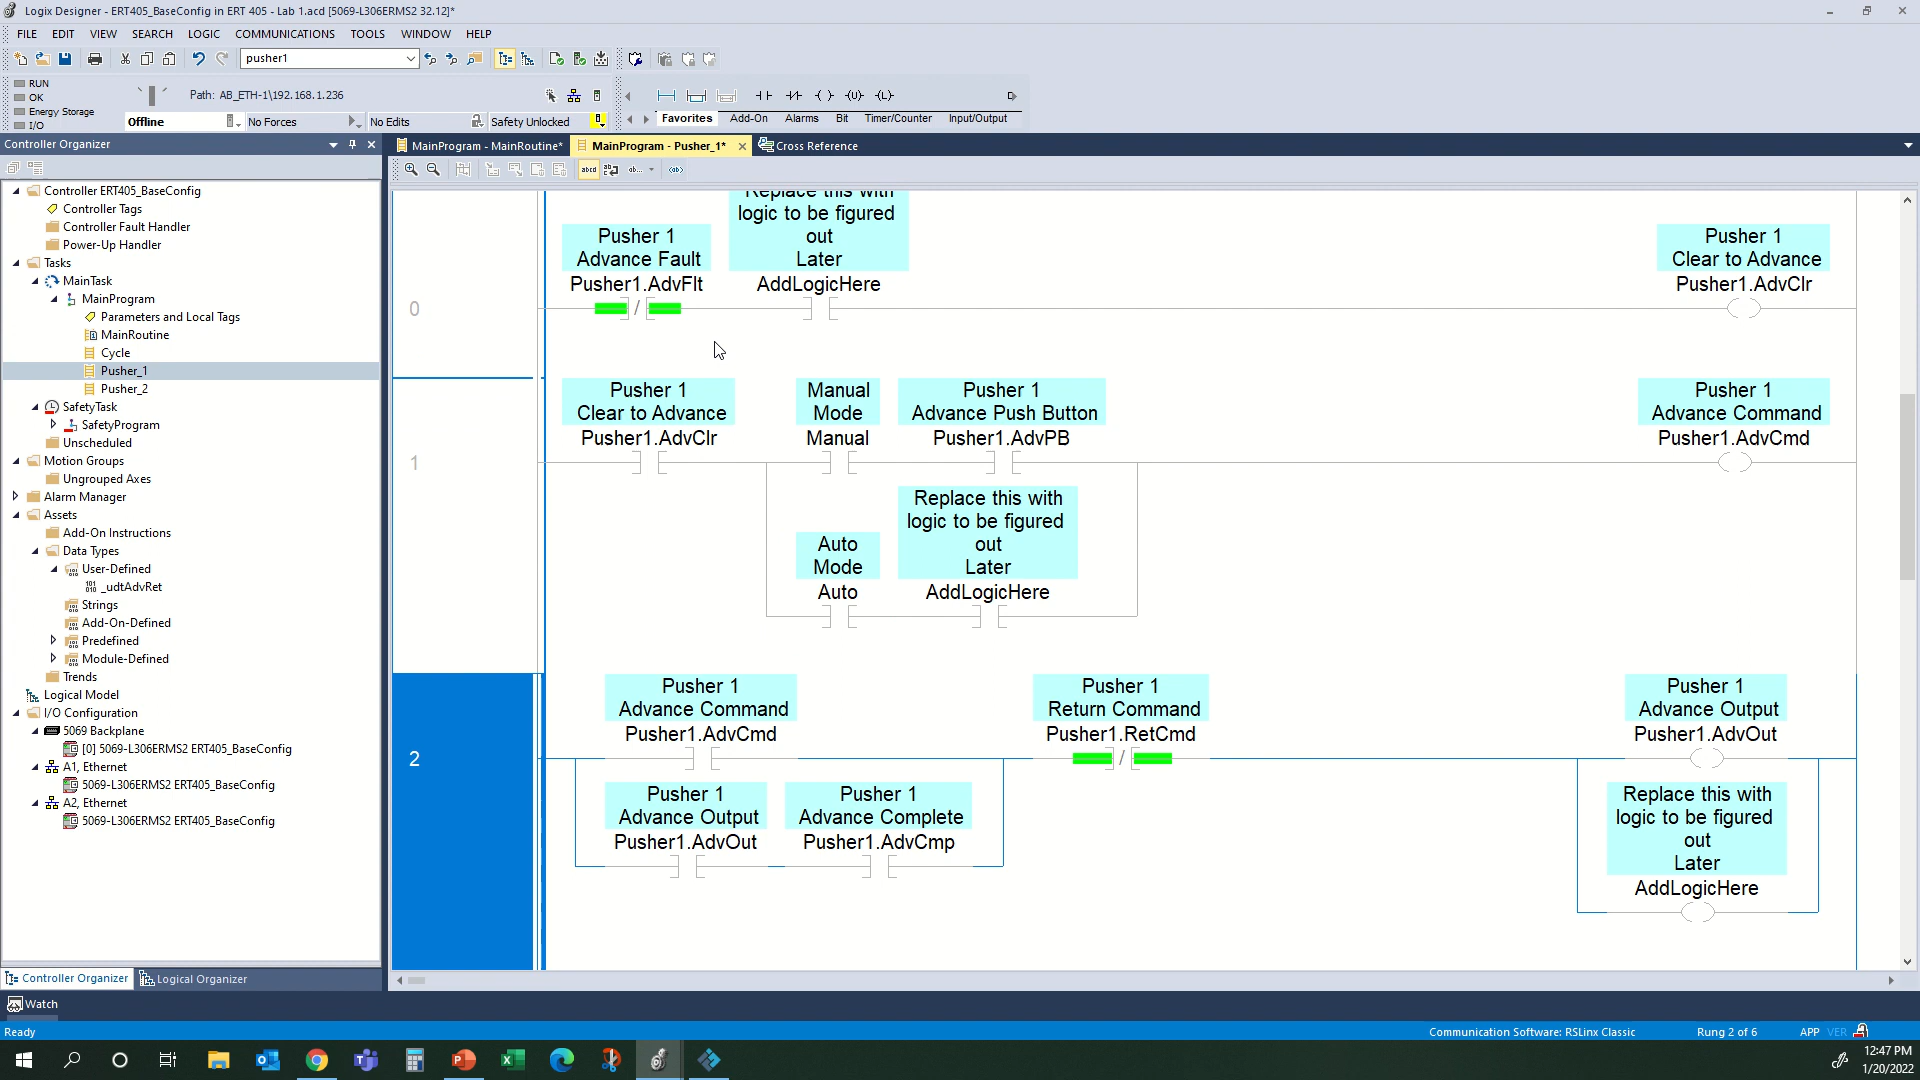 Logix Designer - ERT405_BaseConfig in ERT 405 - Lab 1.acd [5069-L306ERMS2 32.12]*
FILE EDIT VIEW SEARCH LOGIC COMMUNICATIONS TOOLS WINDOW HELP
pusher1
RUN
OK
Energy Storage
I/O
Path: AB_ETH-1\192.168.1.236
Offline No Forces No Edits Safety Unlocked
Favorites Add-On Alarms Bit Timer/Counter Input/Output
Controller Organizer
MainProgram - MainRoutine* MainProgram - Pusher_1* Cross Reference
Controller ERT405_BaseConfig
Controller Tags
Controller Fault Handler
Power-Up Handler
Tasks
MainTask
MainProgram
Parameters and Local Tags
MainRoutine
Cycle
Pusher_1
Pusher_2
SafetyTask
SafetyProgram
Unscheduled
Motion Groups
Ungrouped Axes
Alarm Manager
Assets
Add-On Instructions
Data Types
User-Defined
_udtAdvRet
Strings
Add-On-Defined
Predefined
Module-Defined
Trends
Logical Model
I/O Configuration
5069 Backplane
[0] 5069-L306ERMS2 ERT405_BaseConfig
A1, Ethernet
5069-L306ERMS2 ERT405_BaseConfig
A2, Ethernet
5069-L306ERMS2 ERT405_BaseConfig
Controller Organizer Logical Organizer
0
Pusher 1
Advance Fault
Pusher1.AdvFlt
Replace this with
logic to be figured
out
Later
AddLogicHere
Pusher 1
Clear to Advance
Pusher1.AdvClr
1
Pusher 1
Clear to Advance
Pusher1.AdvClr
Manual
Mode
Manual
Pusher 1
Advance Push Button
Pusher1.AdvPB
Pusher 1
Advance Command
Pusher1.AdvCmd
Auto
Mode
Auto
Replace this with
logic to be figured
out
Later
AddLogicHere
2
Pusher 1
Advance Command
Pusher1.AdvCmd
Pusher 1
Return Command
Pusher1.RetCmd
Pusher 1
Advance Output
Pusher1.AdvOut
Pusher 1
Advance Output
Pusher1.AdvOut
Pusher 1
Advance Complete
Pusher1.AdvCmp
Replace this with
logic to be figured
out
Later
AddLogicHere
Watch
Ready
Communication Software: RSLinx Classic Rung 2 of 6 APP VER
12:47 PM
1/20/2022